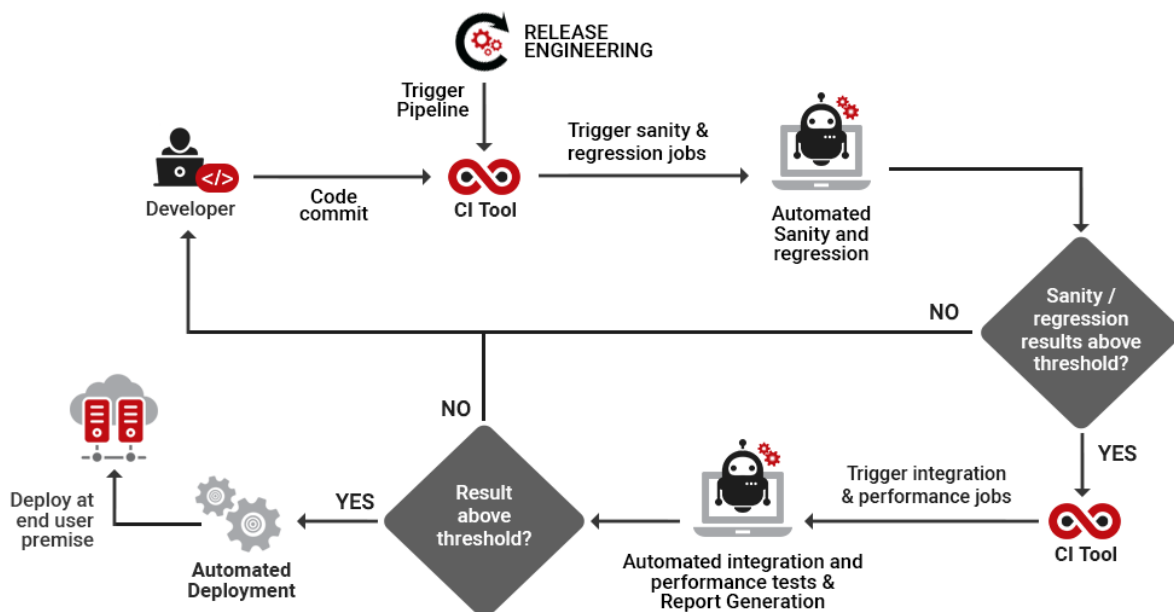 RELEASE
ENGINEERING
Trigger
Pipeline
Trigger sanity &
regression jobs
</>
Developer
Code
commit
CI Tool
Automated
Sanity and
regression
Sanity /
regression
results above
threshold?
NO
NO
YES
Trigger integration
& performance jobs
CI Tool
Automated integration and
performance tests &
Report Generation
Result
above
threshold?
YES
Automated
Deployment
Deploy at
end user
premise